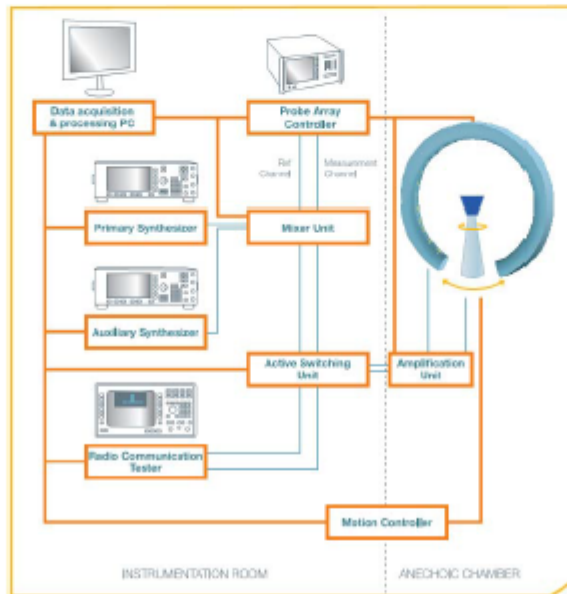 Data acquisition
& processing PC
Probe Array
Controller
Ref
Channel
Measurement
Channel
Primary Synthesizer
Mixer Unit
Auxiliary Synthesizer
Active Switching
Unit
Amplification
Unit
Radio Communication
Tester
Motion Controller
INSTRUMENTATION ROOM
ANECHOIC CHAMBER